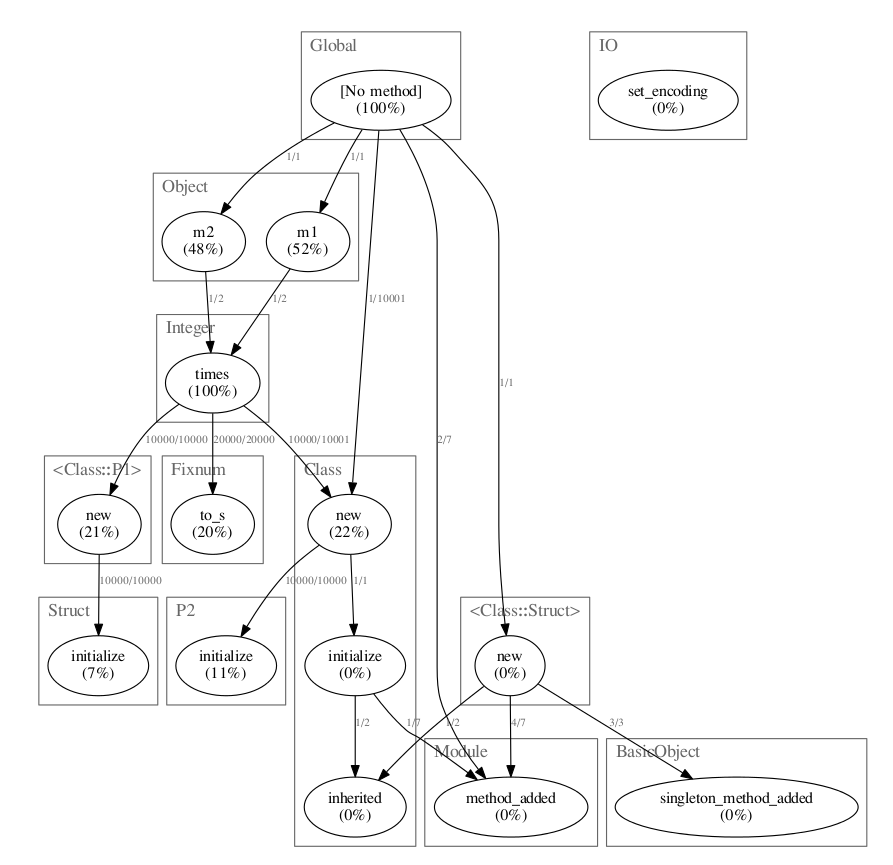 Global
IO
[No method]
(100%)
set_encoding
(0%)
1/1
1/1
Object
m2
(48%)
m1
(52%)
1/2
1/2
1/10001
Integer
times
(100%)
1/1
10000/10000
20000/20000
10000/10001
2/7
<Class::P1>
Fixnum
Class
new
(21%)
to_s
(20%)
new
(22%)
10000/10000
10000/10000
1/1
Struct
P2
<Class::Struct>
initialize
(7%)
initialize
(11%)
initialize
(0%)
new
(0%)
1/2
1/7
1/2
4/7
3/3
Module
BasicObject
inherited
(0%)
method_added
(0%)
singleton_method_added
(0%)